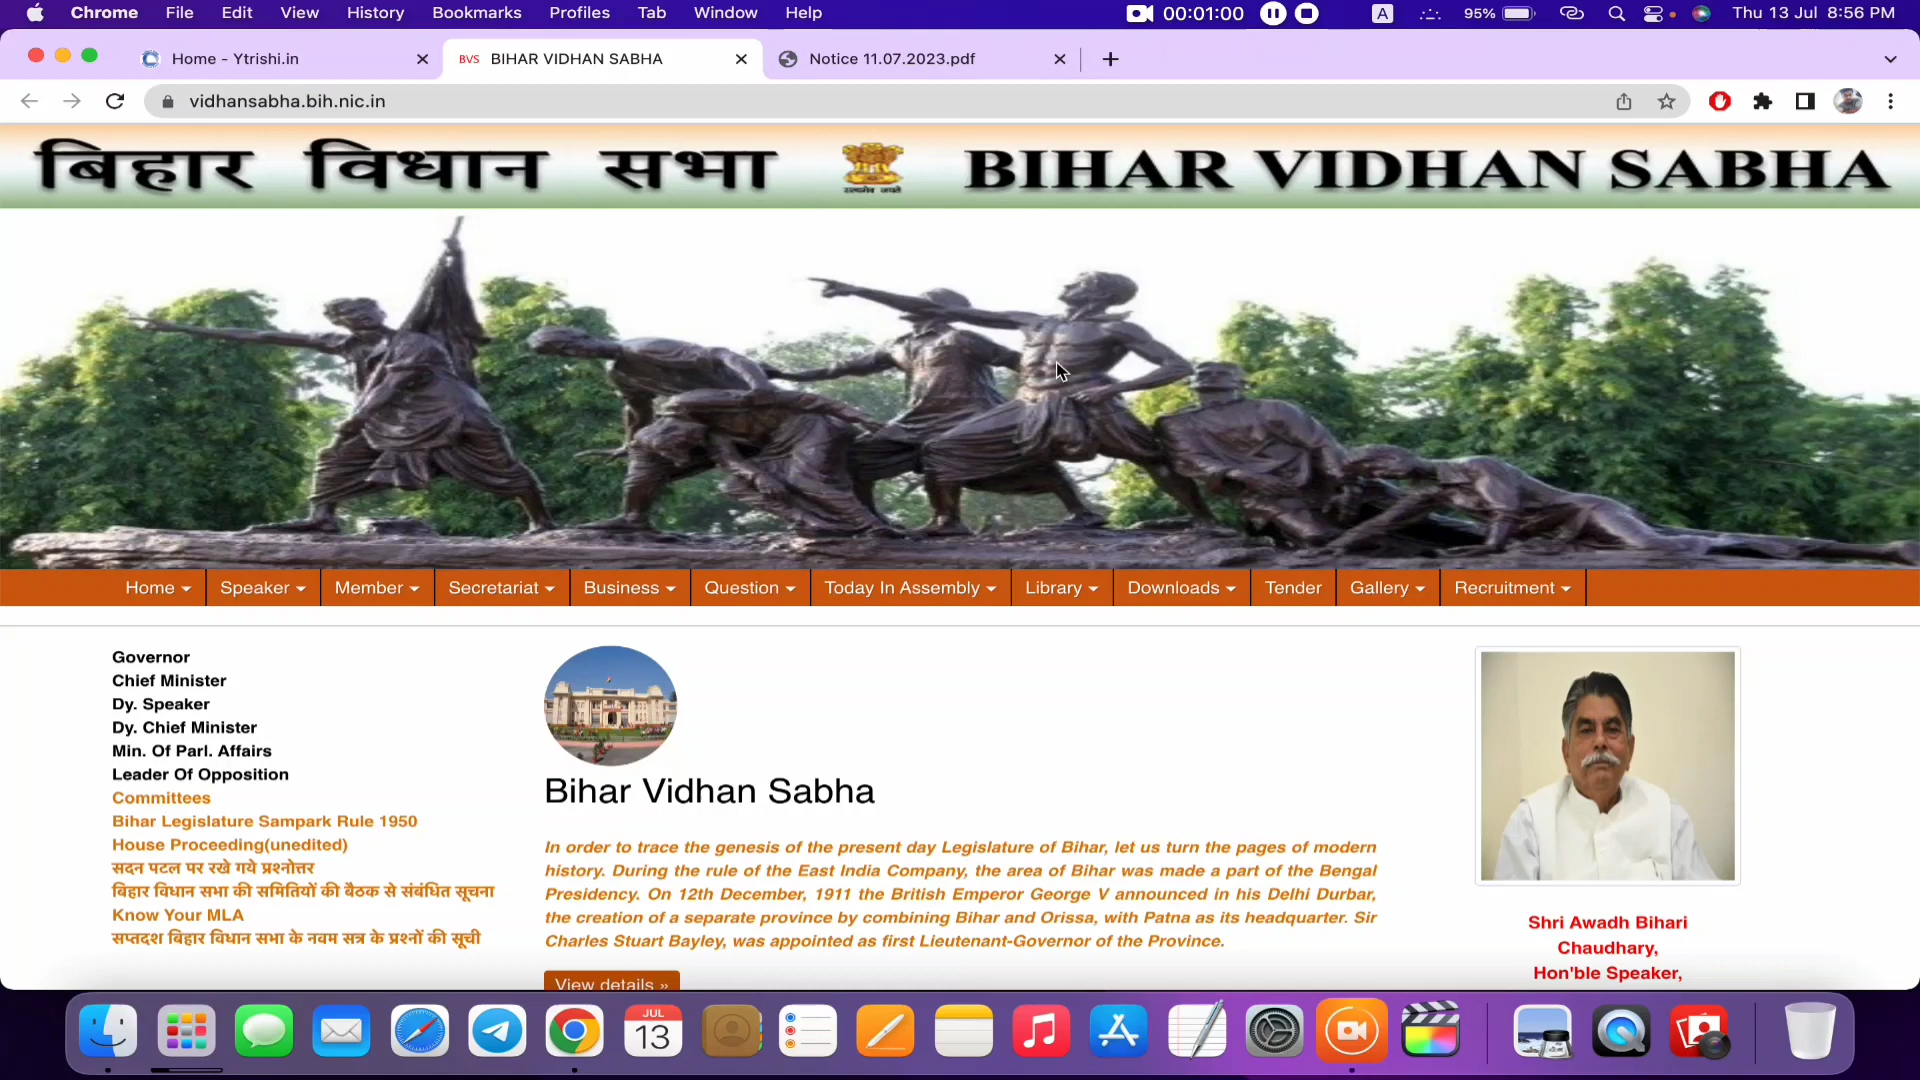 Chrome File Edit View History Bookmarks Profiles Tab Window Help 00:01:00 A 95% Thu 13 Jul 8:56 PM
Home - Ytrishi.in BVS BIHAR VIDHAN SABHA Notice 11.07.2023.pdf
vidhansabha.bih.nic.in
बिहार विधान सभा सत्यमेव जयते BIHAR VIDHAN SABHA
Home Speaker Member Secretariat Business Question Today In Assembly Library Downloads Tender Gallery Recruitment
Governor
Chief Minister
Dy. Speaker
Dy. Chief Minister
Min. Of Parl. Affairs
Leader Of Opposition
Committees
Bihar Legislature Sampark Rule 1950
House Proceeding(unedited)
सदन पटल पर रखे गये प्रश्नोत्तर
बिहार विधान सभा की समितियों की बैठक से संबंधित सूचना
Know Your MLA
सप्तदश बिहार विधान सभा के नवम सत्र के प्रश्नों की सूची
Bihar Vidhan Sabha
In order to trace the genesis of the present day Legislature of Bihar, let us turn the pages of modern
history. During the rule of the East India Company, the area of Bihar was made a part of the Bengal
Presidency. On 12th December, 1911 the British Emperor George V announced in his Delhi Durbar,
the creation of a separate province by combining Bihar and Orissa, with Patna as its headquarter. Sir
Charles Stuart Bayley, was appointed as first Lieutenant-Governor of the Province.
View details »
Shri Awadh Bihari
Chaudhary,
Hon'ble Speaker,
JUL
13